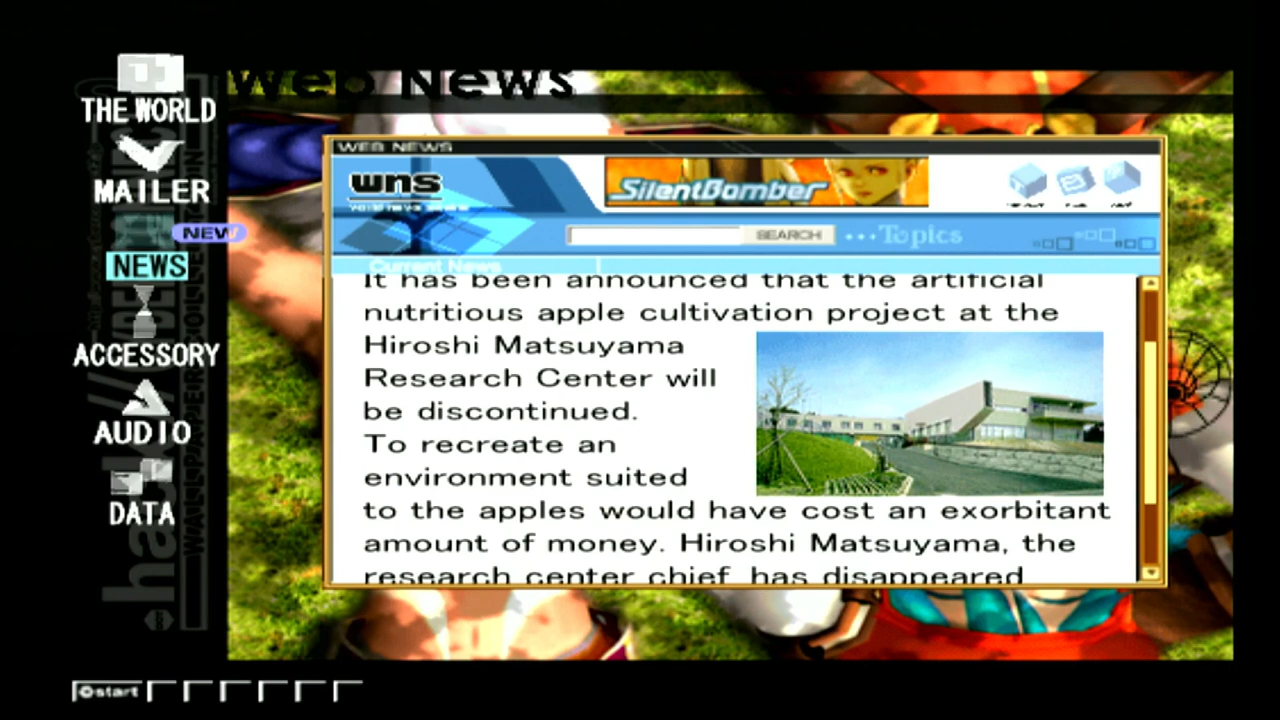 Web News
THE WORLD
MAILER
NEW
NEWS
ACCESSORY
AUDIO
DATA
WEB NEWS
wns
SilentBomber
SEARCH
Topics
Current News
It has been announced that the artificial
nutritious apple cultivation project at the
Hiroshi Matsuyama
Research Center will
be discontinued.
To recreate an
environment suited
to the apples would have cost an exorbitant
amount of money. Hiroshi Matsuyama, the
research center chief has disappeared
start